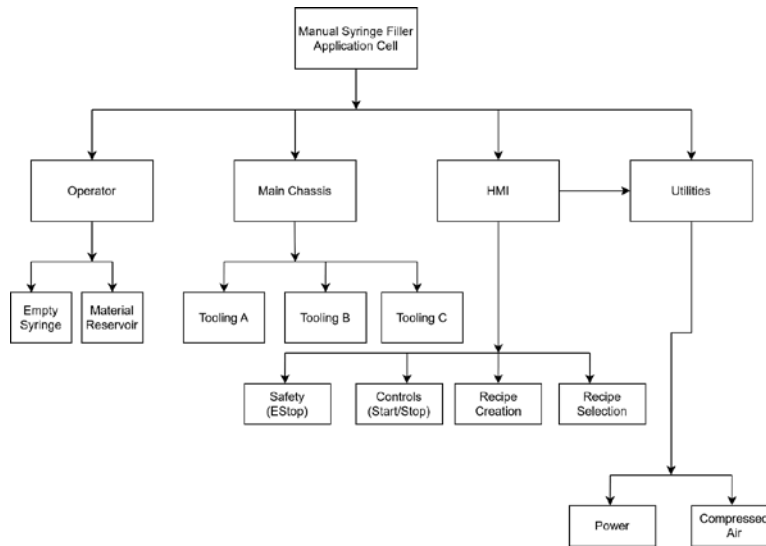 Manual Syringe Filler
Application Cell
Operator
Main Chassis
HMI
Utilities
Empty
Syringe
Material
Reservoir
Tooling A
Tooling B
Tooling C
Safety
(EStop)
Controls
(Start/Stop)
Recipe
Creation
Recipe
Selection
Power
Compressed
Air